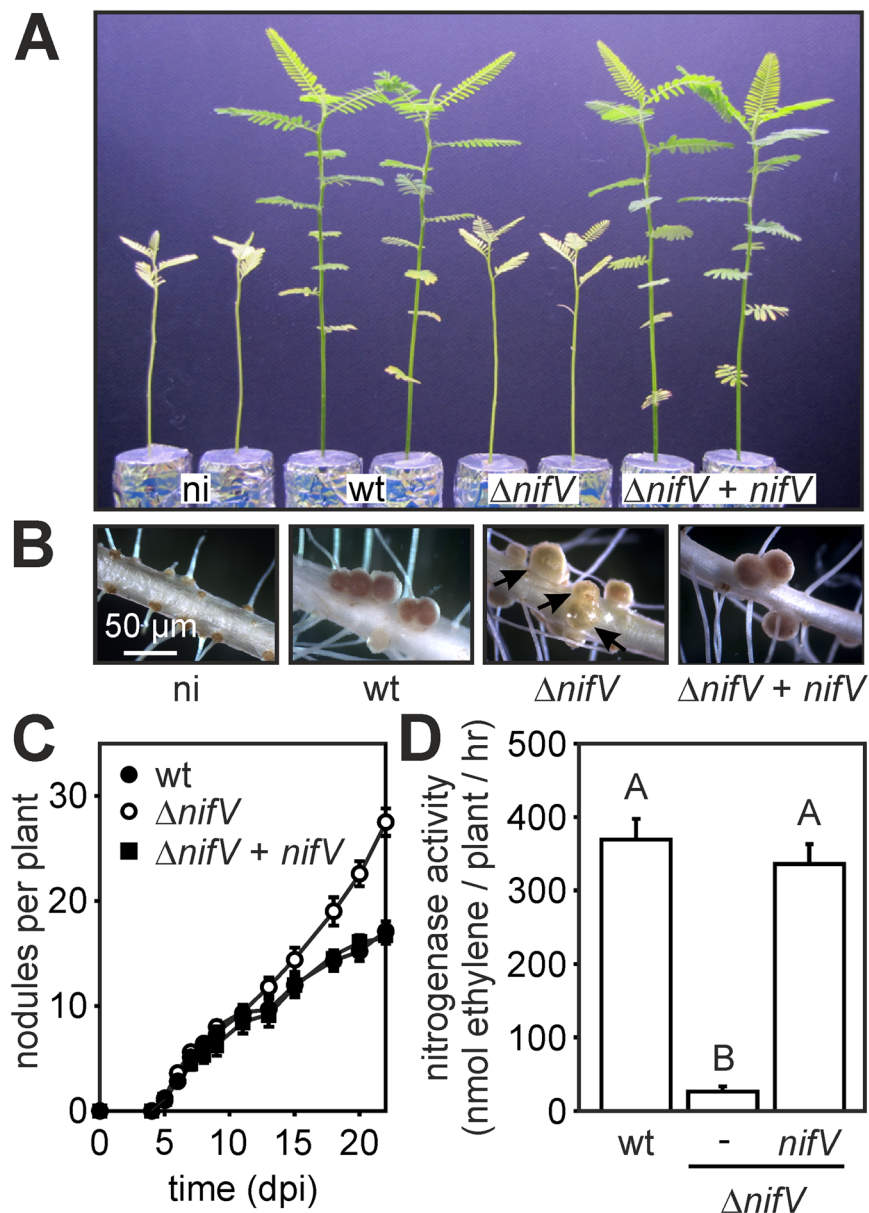 A
ni wt ΔnifV ΔnifV + nifV
B
50 μm
ni wt ΔnifV ΔnifV + nifV
C
nodules per plant
30
20
10
0
wt
ΔnifV
ΔnifV + nifV
0 5 10 15 20
time (dpi)
D
nitrogenase activity
(nmol ethylene / plant / hr)
500
400
300
200
100
0
A
B
A
wt - nifV
ΔnifV